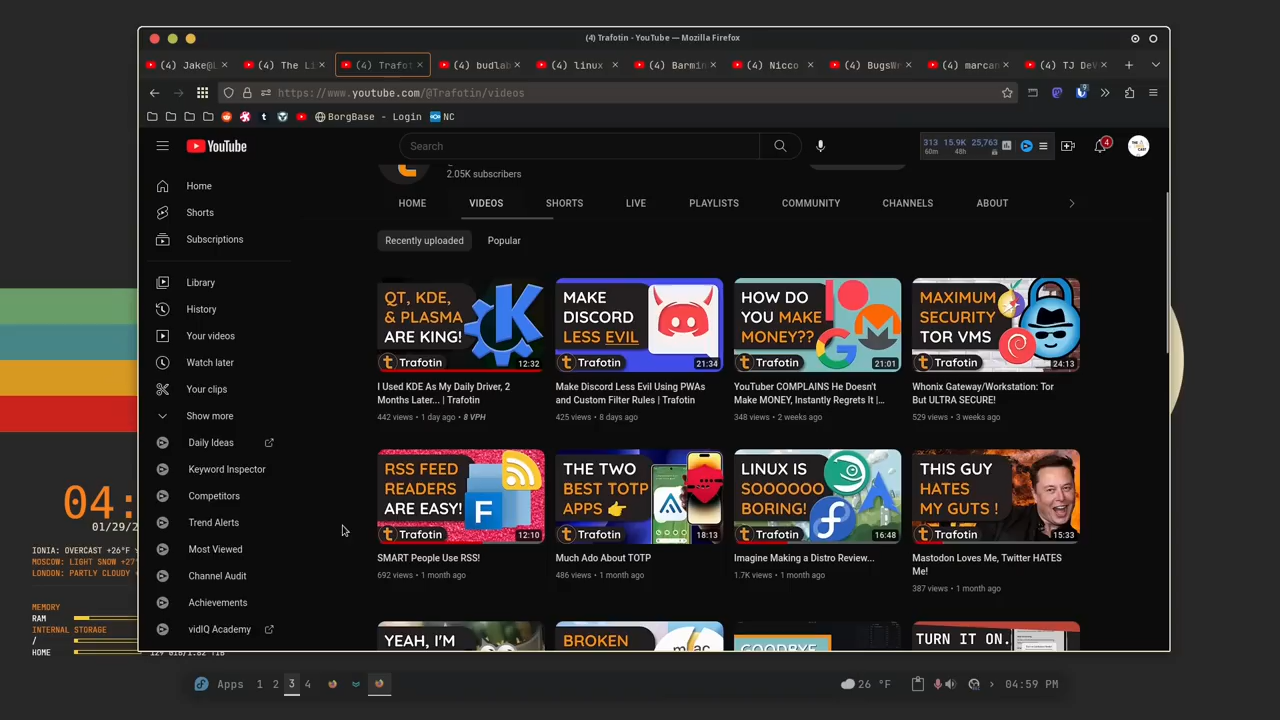 (4) Trafotin - YouTube — Mozilla Firefox
(4) Jake@L
(4) The Li
(4) Trafot
(4) budlab
(4) linux
(4) Barmin
(4) Nicco
(4) BugsWr
(4) marcan
(4) TJ DeV
https://www.youtube.com/@Trafotin/videos
BorgBase - Login
NC
YouTube
Search
313 15.9K 25,763
60m 48h
4
2.05K subscribers
HOME VIDEOS SHORTS LIVE PLAYLISTS COMMUNITY CHANNELS ABOUT
Recently uploaded Popular
Home
Shorts
Subscriptions
Library
History
Your videos
Watch later
Your clips
Show more
Daily Ideas
Keyword Inspector
Competitors
Trend Alerts
Most Viewed
Channel Audit
Achievements
vidIQ Academy
QT, KDE,
& PLASMA
ARE KING!
Trafotin
12:32
I Used KDE As My Daily Driver, 2
Months Later... | Trafotin
442 views • 1 day ago • 8 VPH
MAKE
DISCORD
LESS EVIL
Trafotin
21:34
Make Discord Less Evil Using PWAs
and Custom Filter Rules | Trafotin
425 views • 8 days ago
HOW DO
YOU MAKE
MONEY??
Trafotin
21:01
YouTuber COMPLAINS He Doesn't
Make MONEY, Instantly Regrets It |...
348 views • 2 weeks ago
MAXIMUM
SECURITY
TOR VMS
Trafotin
24:13
Whonix Gateway/Workstation: Tor
But ULTRA SECURE!
529 views • 3 weeks ago
RSS FEED
READERS
ARE EASY!
Trafotin
12:10
SMART People Use RSS!
692 views • 1 month ago
THE TWO
BEST TOTP
APPS
Trafotin
18:13
Much Ado About TOTP
486 views • 1 month ago
LINUX IS
SOOOOOO
BORING!
Trafotin
16:48
Imagine Making a Distro Review...
1.7K views • 1 month ago
THIS GUY
HATES
MY GUTS !
Trafotin
15:33
Mastodon Loves Me, Twitter HATES
Me!
387 views • 1 month ago
YEAH, I'M
BROKEN
GOODBYE
TURN IT ON.
04:
01/29/2
IONIA: OVERCAST +26°F
MOSCOW: LIGHT SNOW +27°
LONDON: PARTLY CLOUDY +
MEMORY
RAM
INTERNAL STORAGE
/
HOME
Apps 1 2 3 4
26 °F
04:59 PM